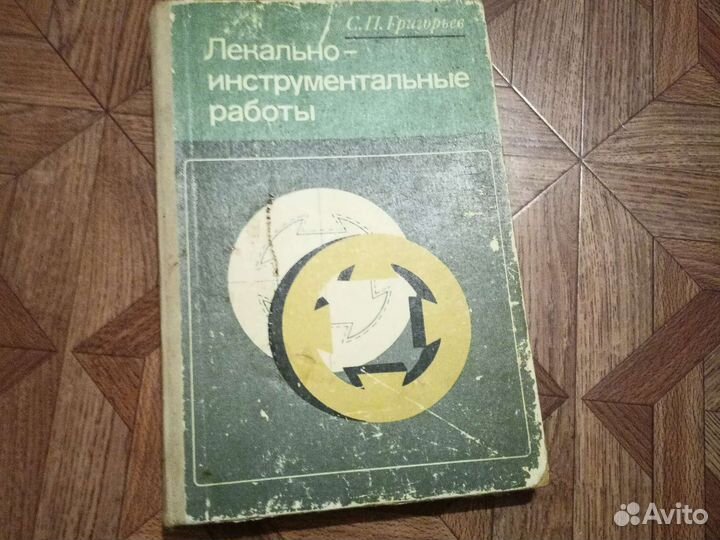 С.П.Григорьев
Лекально-
инструментальные
работы
Avito